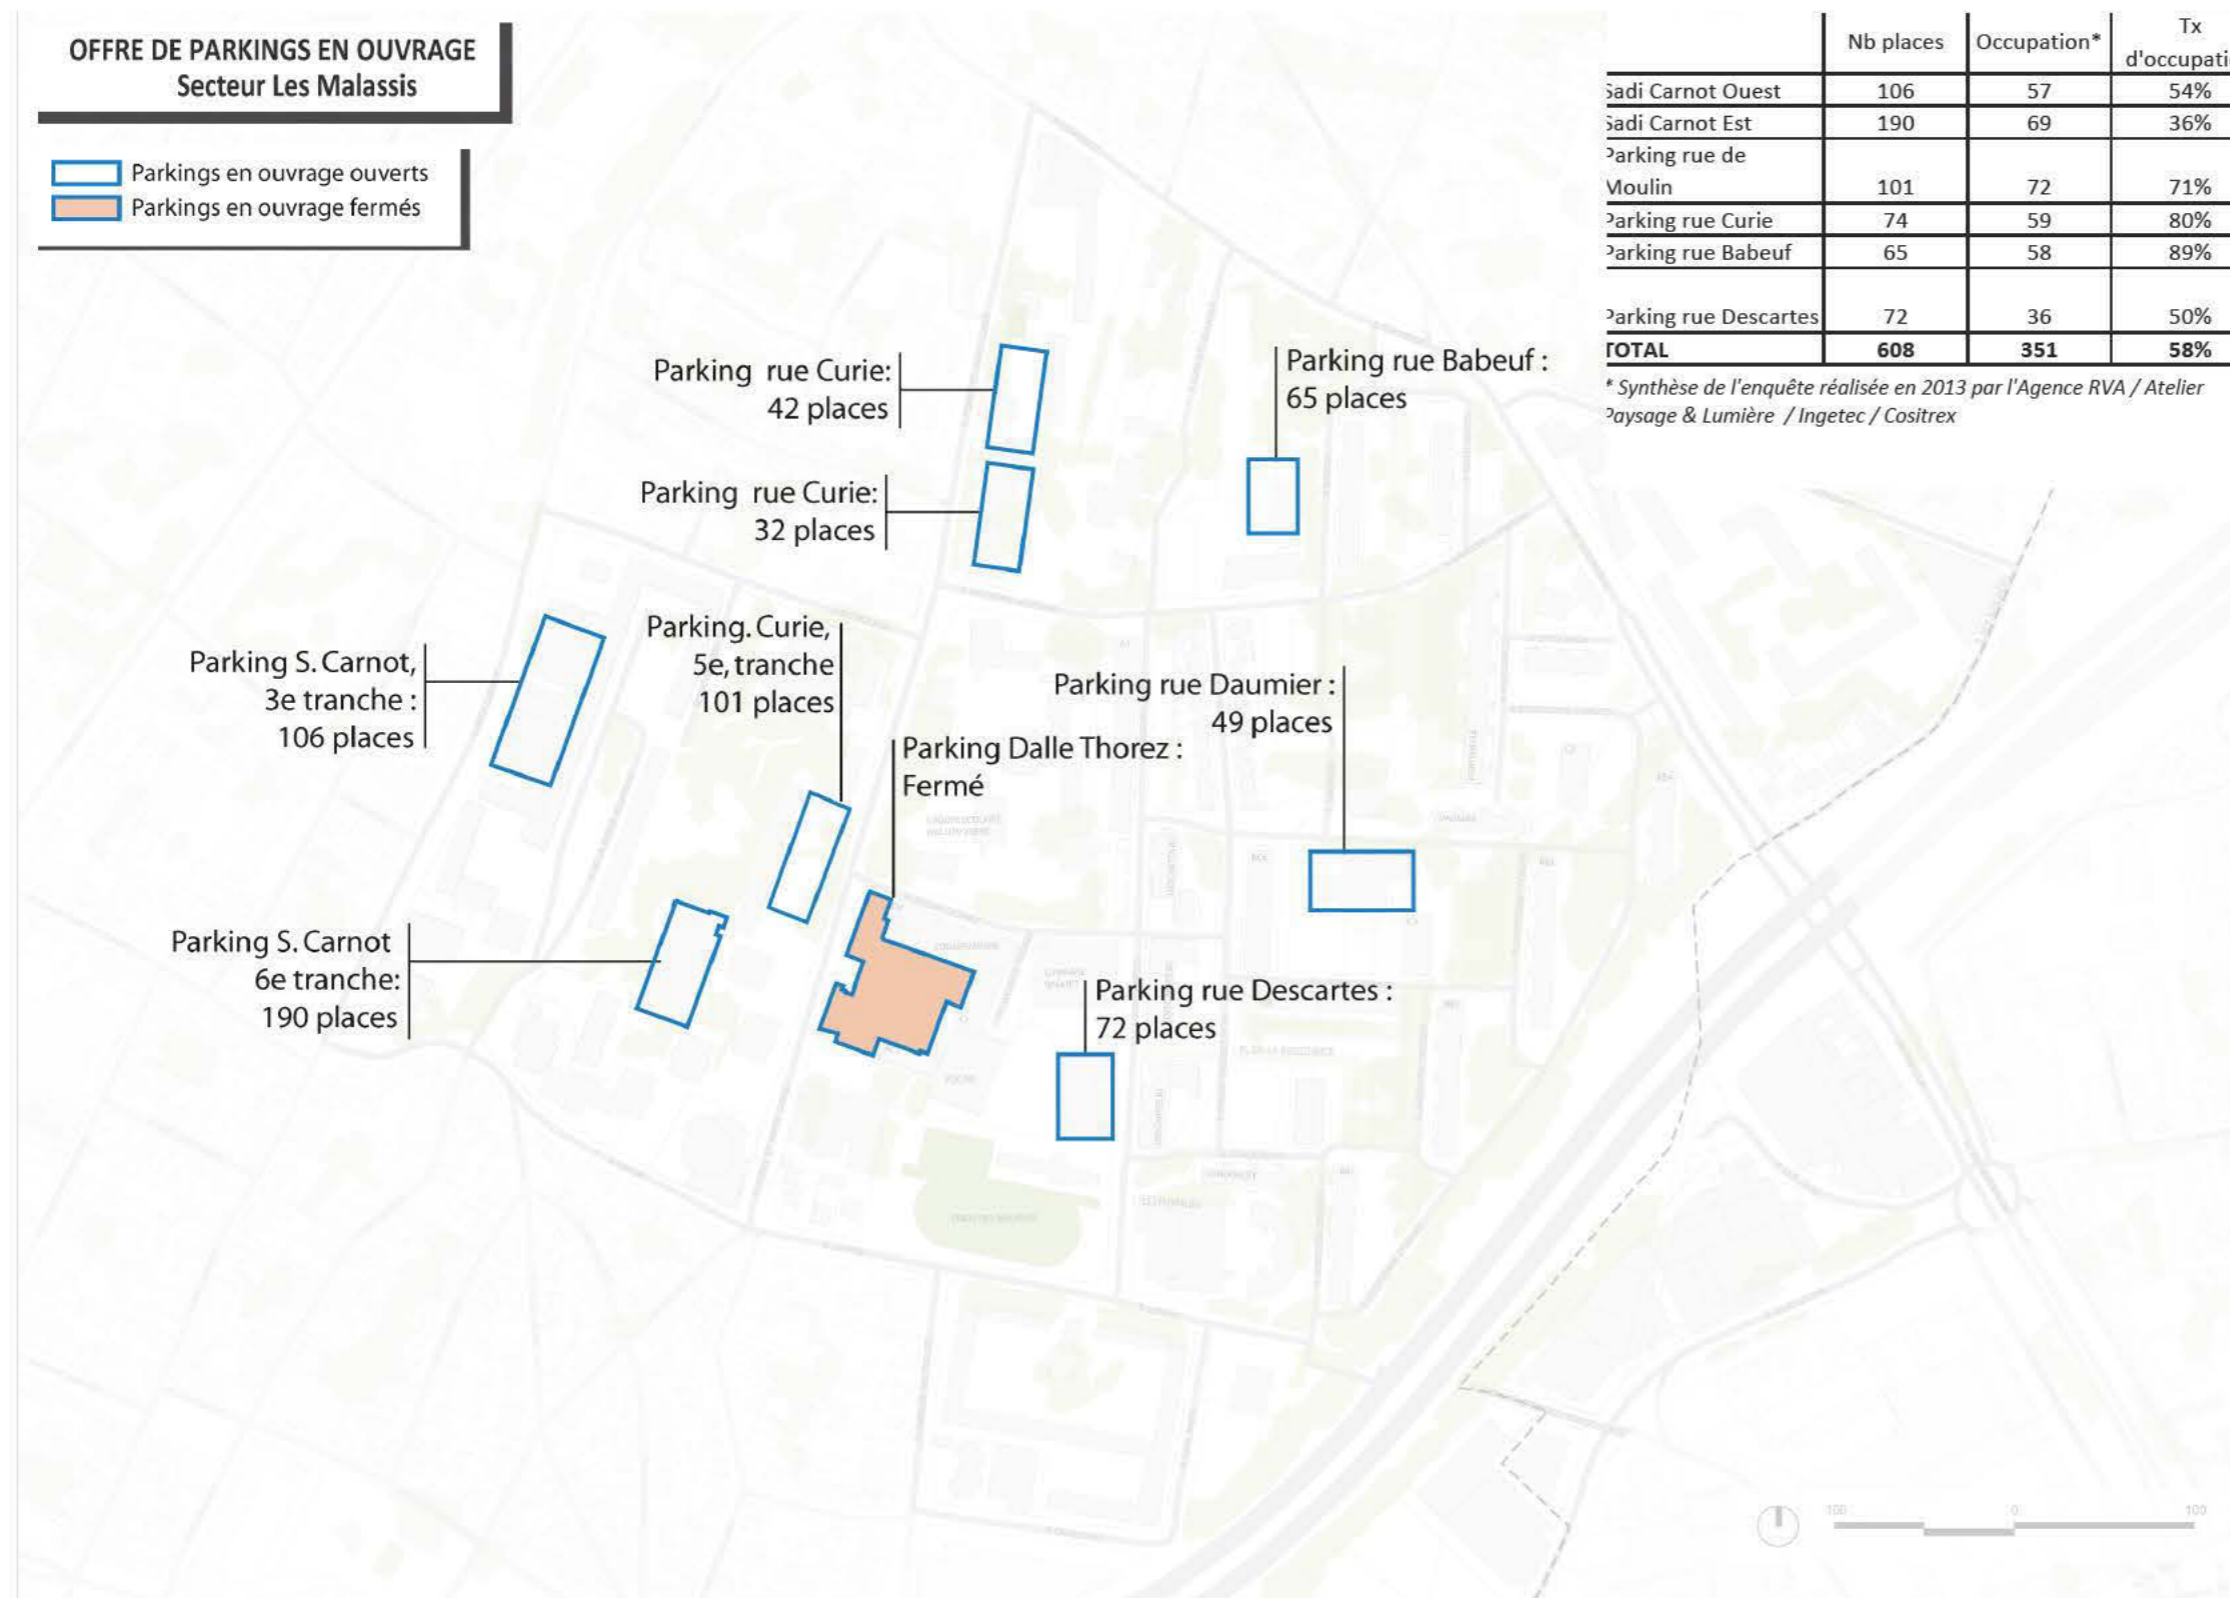 OFFRE DE PARKINGS EN OUVRAGE
Secteur Les Malassis
Parkings en ouvrage ouverts
Parkings en ouvrage fermés
Nb places Occupation* Tx
d'occupati
Sadi Carnot Ouest 106 57 54%
Sadi Carnot Est 190 69 36%
Parking rue de
Moulin 101 72 71%
Parking rue Curie 74 59 80%
Parking rue Babeuf 65 58 89%
Parking rue Descartes 72 36 50%
TOTAL 608 351 58%
* Synthèse de l'enquête réalisée en 2013 par l'Agence RVA / Atelier
Paysage & Lumière / Ingetec / Cositrex
Parking rue Curie:
42 places
Parking rue Babeuf :
65 places
Parking rue Curie:
32 places
Parking S. Carnot,
3e tranche :
106 places
Parking. Curie,
5e, tranche
101 places
Parking rue Daumier :
49 places
Parking Dalle Thorez :
Fermé
Parking S. Carnot
6e tranche:
190 places
Parking rue Descartes :
72 places
100 0 100